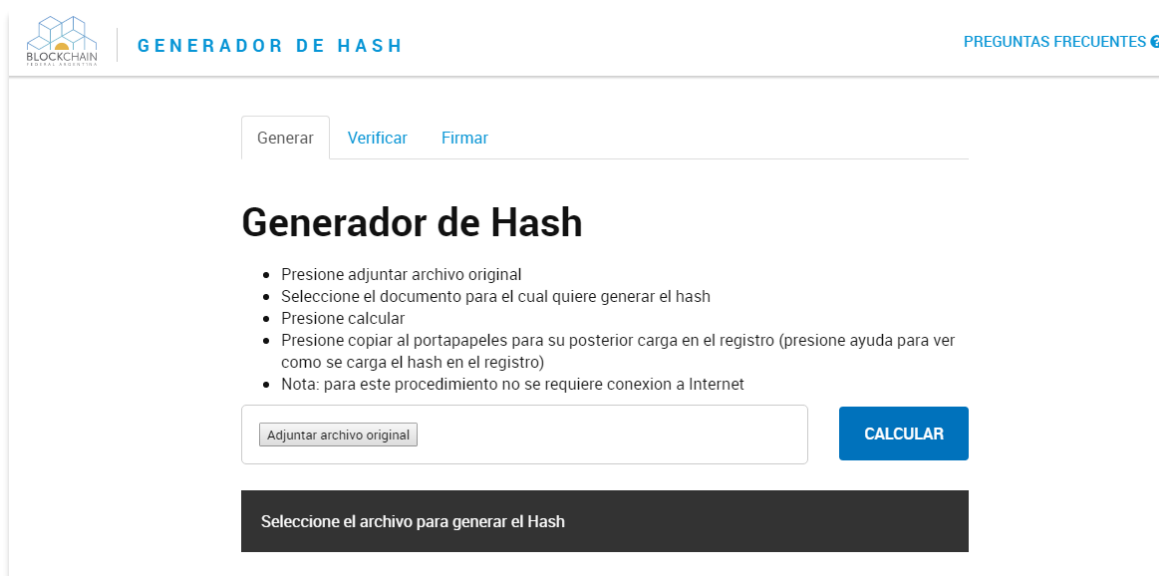 BLOCKCHAIN
FEDERAL ARGENTINA
GENERADOR DE HASH
PREGUNTAS FRECUENTES
Generar Verificar Firmar
Generador de Hash
Presione adjuntar archivo original
Seleccione el documento para el cual quiere generar el hash
Presione calcular
Presione copiar al portapapeles para su posterior carga en el registro (presione ayuda para ver
como se carga el hash en el registro)
Nota: para este procedimiento no se requiere conexion a Internet
Adjuntar archivo original
CALCULAR
Seleccione el archivo para generar el Hash